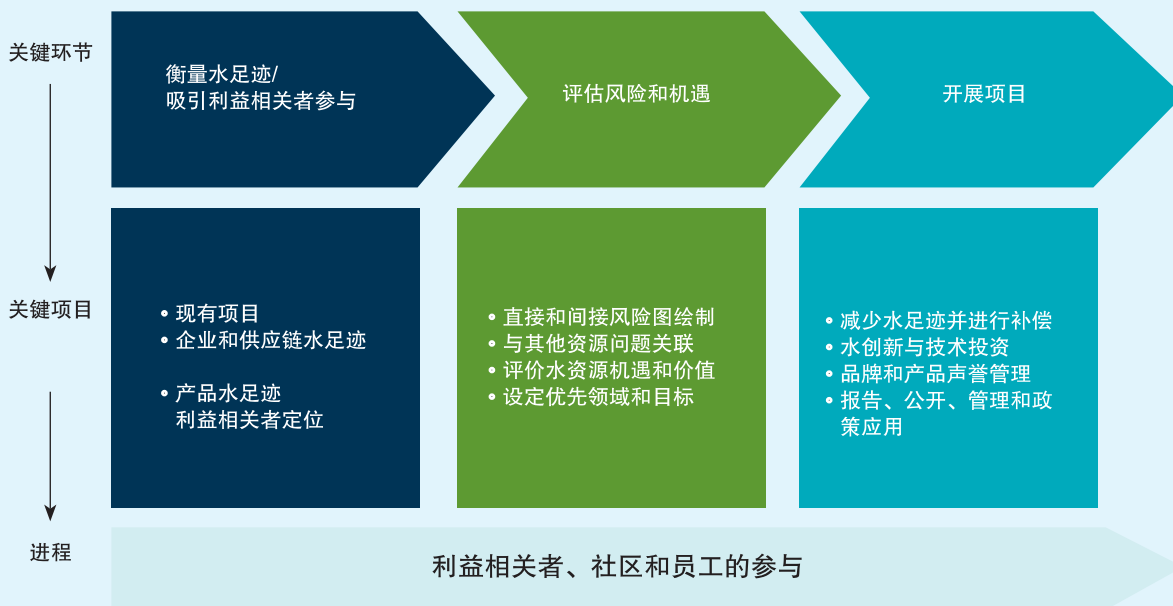 关键环节
衡量水足迹/
吸引利益相关者参与
评估风险和机遇
开展项目
关键项目
• 现有项目
• 企业和供应链水足迹
• 产品水足迹
利益相关者定位
• 直接和间接风险图绘制
• 与其他资源问题关联
• 评价水资源机遇和价值
• 设定优先领域和目标
• 减少水足迹并进行补偿
• 水创新与技术投资
• 品牌和产品声誉管理
• 报告、公开、管理和政
策应用
进程
利益相关者、社区和员工的参与